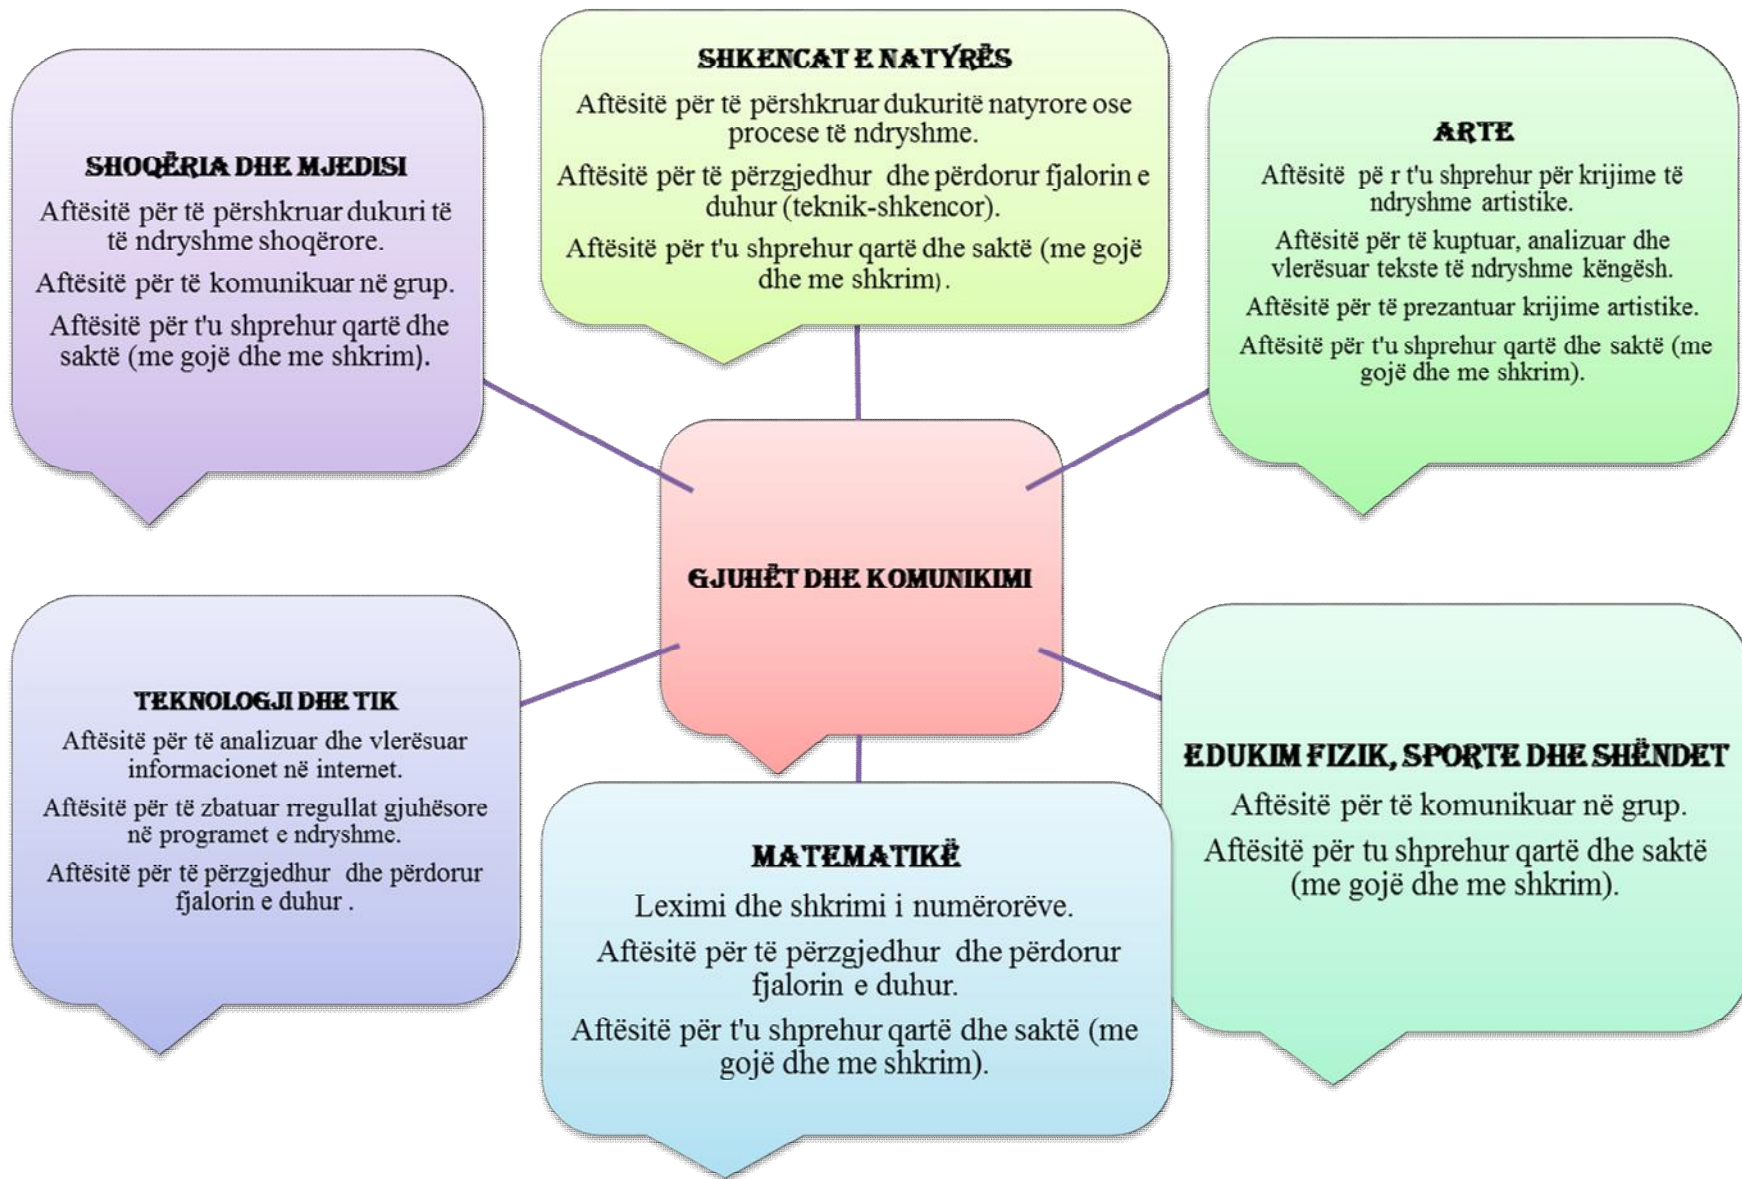 SHOQËRIA DHE MJEDISI
Aftësitë për të përshkruar dukuri të
të ndryshme shoqërore.
Aftësitë për të komunikuar në grup.
Aftësitë për t'u shprehur qartë dhe
saktë (me gojë dhe me shkrim).
SHKENCAT E NATYRËS
Aftësitë për të përshkruar dukuritë natyrore ose
procese të ndryshme.
Aftësitë për të përzgjedhur dhe përdorur fjalorin e
duhur (teknik-shkencor).
Aftësitë për t'u shprehur qartë dhe saktë (me gojë
dhe me shkrim).
ARTE
Aftësitë pë r t'u shprehur për krijime të
ndryshme artistike.
Aftësitë për të kuptuar, analizuar dhe
vlerësuar tekste të ndryshme këngësh.
Aftësitë për të prezantuar krijime artistike.
Aftësitë për t'u shprehur qartë dhe saktë (me
gojë dhe me shkrim).
GJUHËT DHE KOMUNIKIMI
TEKNOLOGJI DHE TIK
Aftësitë për të analizuar dhe vlerësuar
informacionet në internet.
Aftësitë për të zbatuar rregullat gjuhësore
në programet e ndryshme.
Aftësitë për të përzgjedhur dhe përdorur
fjalorin e duhur .
MATEMATIKË
Leximi dhe shkrimi i numërorëve.
Aftësitë për të përzgjedhur dhe përdorur
fjalorin e duhur.
Aftësitë për t'u shprehur qartë dhe saktë (me
gojë dhe me shkrim).
EDUKIM FIZIK, SPORTE DHE SHËNDET
Aftësitë për të komunikuar në grup.
Aftësitë për tu shprehur qartë dhe saktë
(me gojë dhe me shkrim).